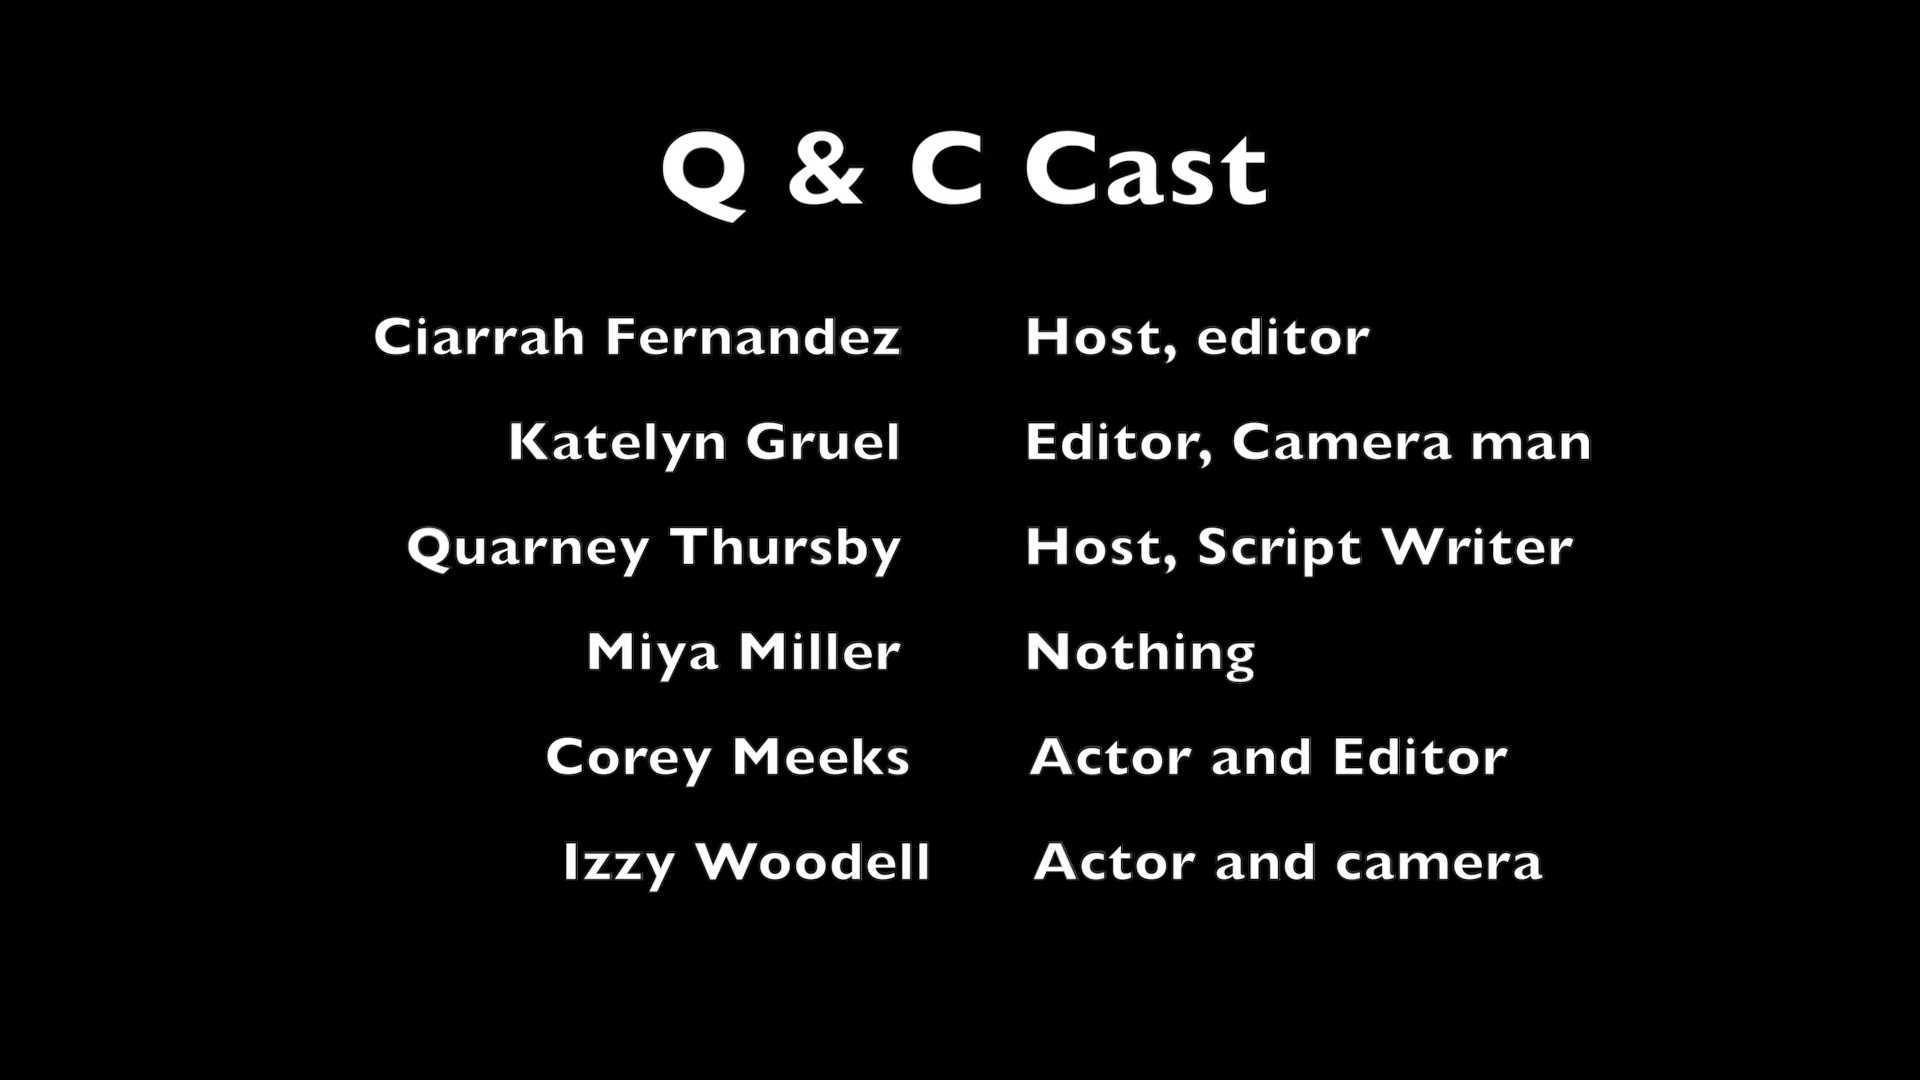 Q & C Cast
Ciarrah Fernandez Host, editor
Katelyn Gruel Editor, Camera man
Quarney Thursby Host, Script Writer
Miya Miller Nothing
Corey Meeks Actor and Editor
Izzy Woodell Actor and camera